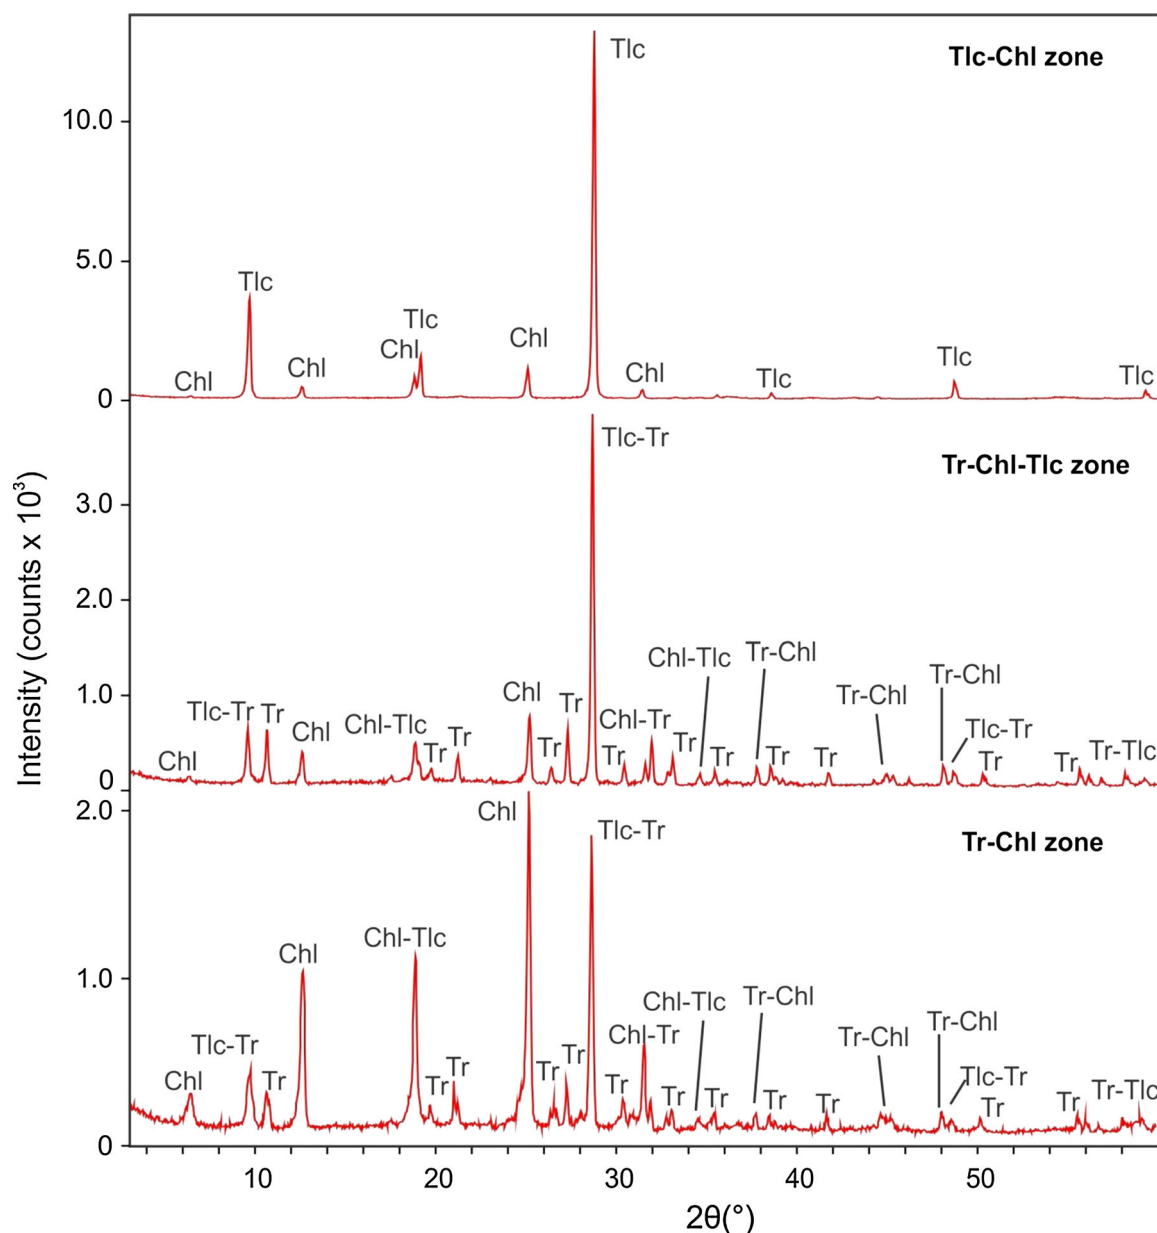 Tlc
Tlc-Chl zone
10.0
5.0
Tlc
Tlc
Chl
Chl
Chl
Chl
Chl
Tlc
Tlc
Tlc
0
Tlc-Tr
Tr-Chl-Tlc zone
3.0
2.0
1.0
Chl-Tlc
Tr-Chl
Tr-Chl
Tr-Chl
Tlc-Tr
Chl
Tlc-Tr
Tr
Chl
Chl-Tlc
Tr
Tr
Chl
Tr
Tr
Tr
Chl-Tr
Tr
Tr
Tr
Tr
Tr
Tr
Tr-Tlc
0
Intensity (counts x 10³)
2.0
Chl
Tlc-Tr
Tr-Chl zone
1.0
Chl
Chl-Tlc
Chl-Tlc
Tr-Chl
Tr-Chl
Tr-Chl
Tlc-Tr
Chl
Tlc-Tr
Tr
Tr
Tr
Tr
Tr
Tr
Chl-Tr
Tr
Tr
Tr
Tr
Tr
Tr
Tr-Tlc
0
10 20 30 40 50
2θ(°)